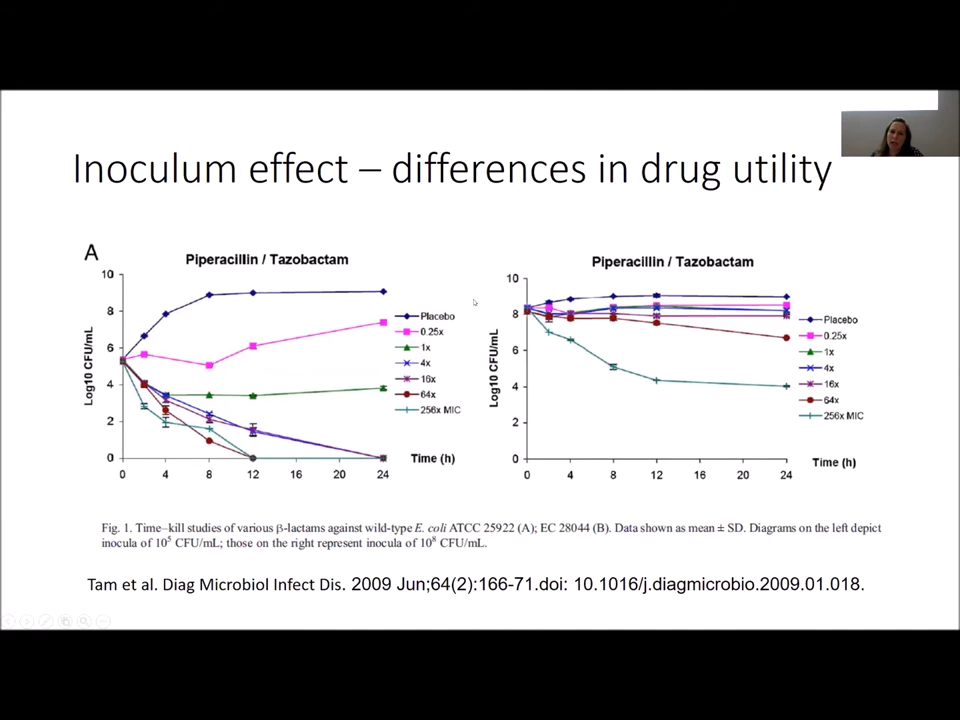 Inoculum effect – differences in drug utility
A
Piperacillin / Tazobactam
10
8
6
4
2
0
Log10 CFU/mL
0 4 8 12 16 20 24
Time (h)
Placebo
0.25x
1x
4x
16x
64x
256x MIC
Piperacillin / Tazobactam
10
8
6
4
2
0
Log10 CFU/mL
0 4 8 12 16 20 24
Time (h)
Placebo
0.25x
1x
4x
16x
64x
256x MIC
Fig. 1. Time–kill studies of various β-lactams against wild-type E. coli ATCC 25922 (A); EC 28044 (B). Data shown as mean ± SD. Diagrams on the left depict
inocula of 10⁵ CFU/mL; those on the right represent inocula of 10⁸ CFU/mL.
Tam et al. Diag Microbiol Infect Dis. 2009 Jun;64(2):166-71.doi: 10.1016/j.diagmicrobio.2009.01.018.